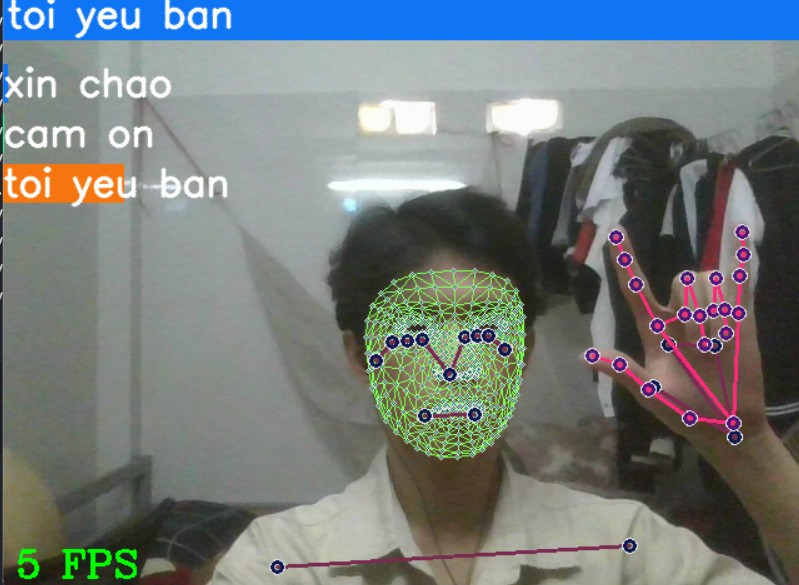 toi yeu ban
xin chao
cam on
toi yeu ban
5 FPS